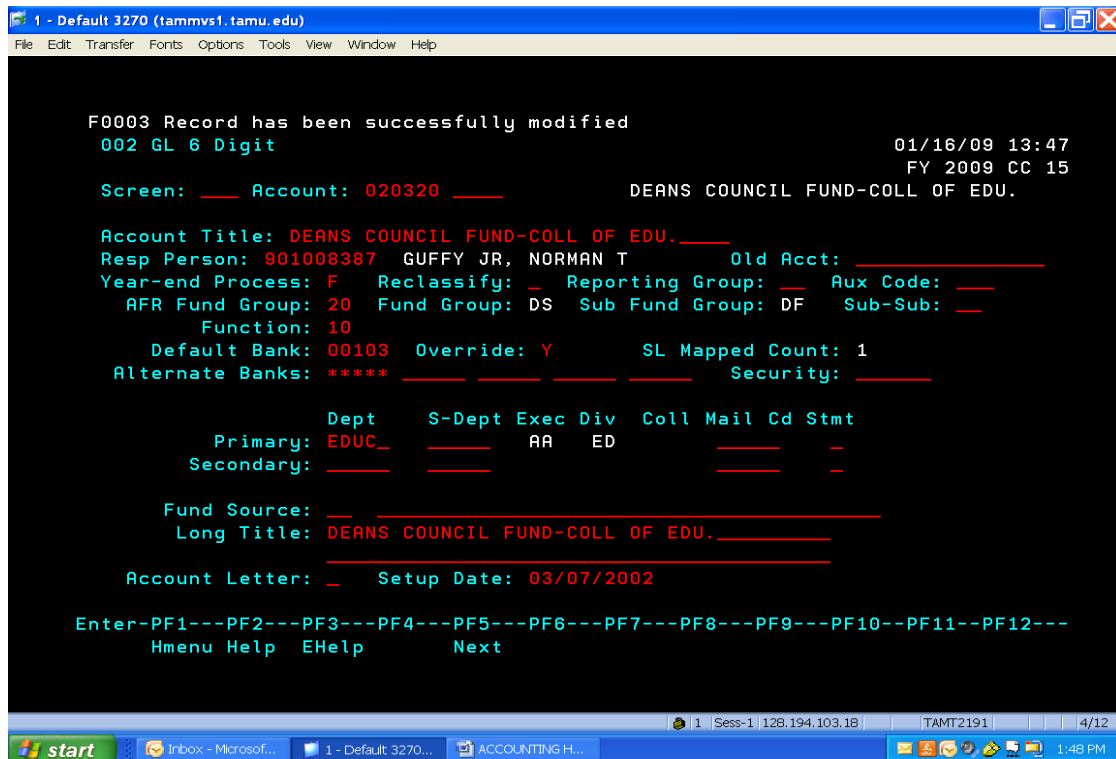 1 - Default 3270 (tammvs1.tamu.edu)
File Edit Transfer Fonts Options Tools View Window Help
F0003 Record has been successfully modified
002 GL 6 Digit 01/16/09 13:47
FY 2009 CC 15
Screen: ___ Account: 020320 _____ DEANS COUNCIL FUND-COLL OF EDU.
Account Title: DEANS COUNCIL FUND-COLL OF EDU.____
Resp Person: 901008387 GUFFY JR, NORMAN T Old Acct: _______________
Year-end Process: F Reclassify: _ Reporting Group: __ Aux Code: ___
AFR Fund Group: 20 Fund Group: DS Sub Fund Group: DF Sub-Sub: __
Function: 10
Default Bank: 00103 Override: Y SL Mapped Count: 1
Alternate Banks: ***** _____ _____ _____ _____ Security: ______
Dept S-Dept Exec Div Coll Mail Cd Stmt
Primary: EDUC_ _____ AA ED _____ _
Secondary: _____ _____ _____ _
Fund Source: __ ________________________________________
Long Title: DEANS COUNCIL FUND-COLL OF EDU._________
________________________________________
Account Letter: _ Setup Date: 03/07/2002
Enter-PF1---PF2---PF3---PF4---PF5---PF6---PF7---PF8---PF9---PF10--PF11--PF12---
Hmenu Help EHelp Next
1 Sess-1 128.194.103.18 TAMT2191 4/12
start Inbox - Microsof... 1 - Default 3270... ACCOUNTING H... 1:48 PM